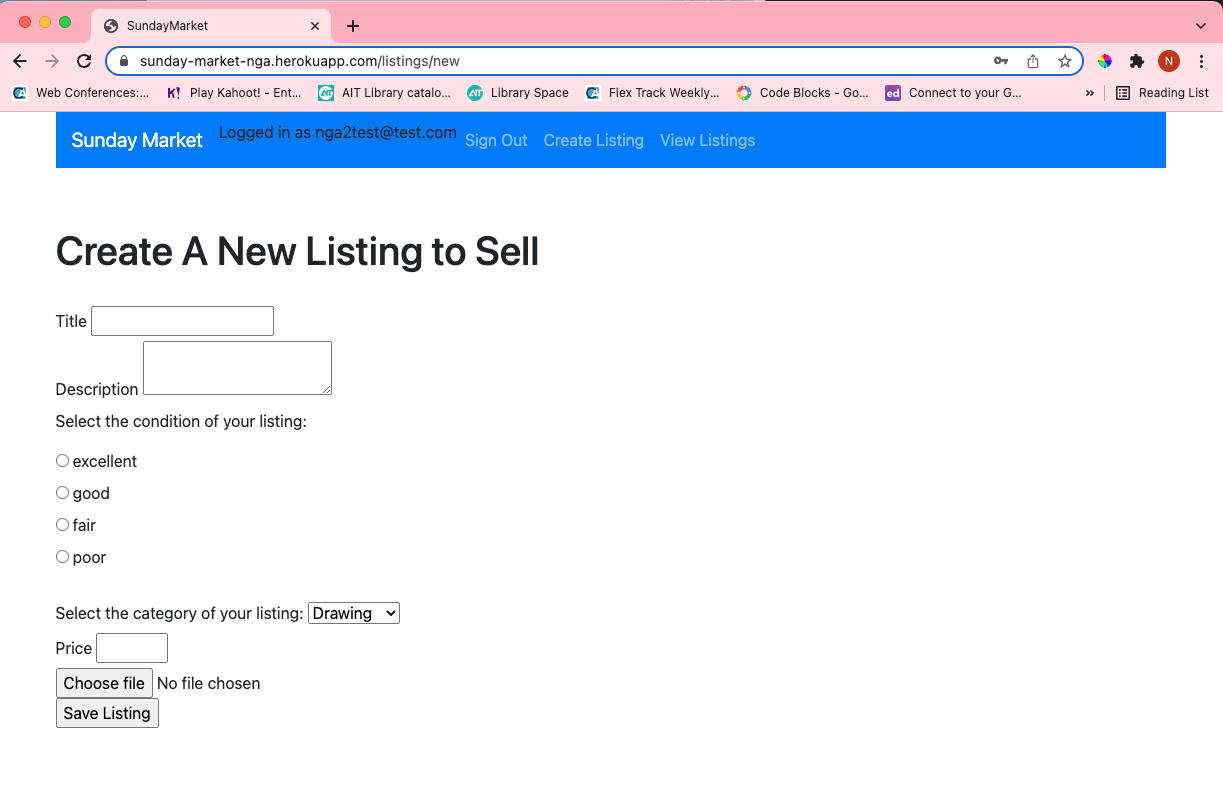 SundayMarket
sunday-market-nga.herokuapp.com/listings/new
N
Web Conferences:... K! Play Kahoot! - Ent... AIT AIT Library catalo... AIT Library Space Flex Track Weekly... Code Blocks - Go... ed Connect to your G... » Reading List
Sunday Market Logged in as nga2test@test.com Sign Out Create Listing View Listings
Create A New Listing to Sell
Title
Description
Select the condition of your listing:
excellent
good
fair
poor
Select the category of your listing: Drawing
Price
Choose file No file chosen
Save Listing